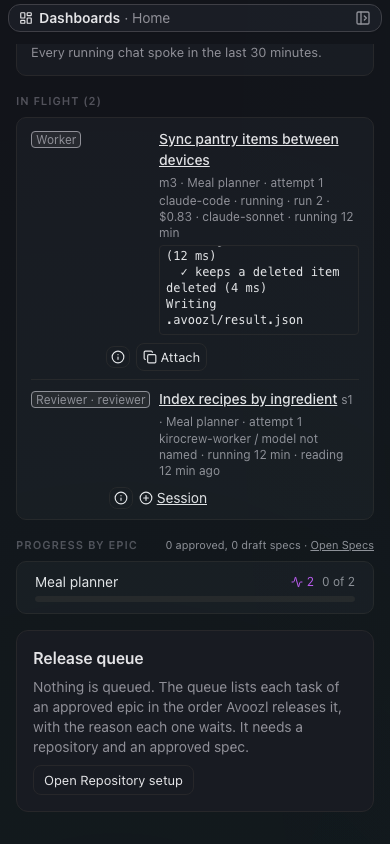 Dashboards · Home
Every running chat spoke in the last 30 minutes.
IN FLIGHT (2)
Worker
Sync pantry items between
devices
m3 · Meal planner · attempt 1
claude-code · running · run 2 ·
$0.83 · claude-sonnet · running 12
min
(12 ms)
✓ keeps a deleted item
deleted (4 ms)
Writing
.avoozl/result.json
Attach
Reviewer · reviewer
Index recipes by ingredient s1
· Meal planner · attempt 1
kirocrew-worker / model not
named · running 12 min · reading
12 min ago
Session
PROGRESS BY EPIC 0 approved, 0 draft specs · Open Specs
Meal planner 2 0 of 2
Release queue
Nothing is queued. The queue lists each task of
an approved epic in the order Avoozl releases it,
with the reason each one waits. It needs a
repository and an approved spec.
Open Repository setup